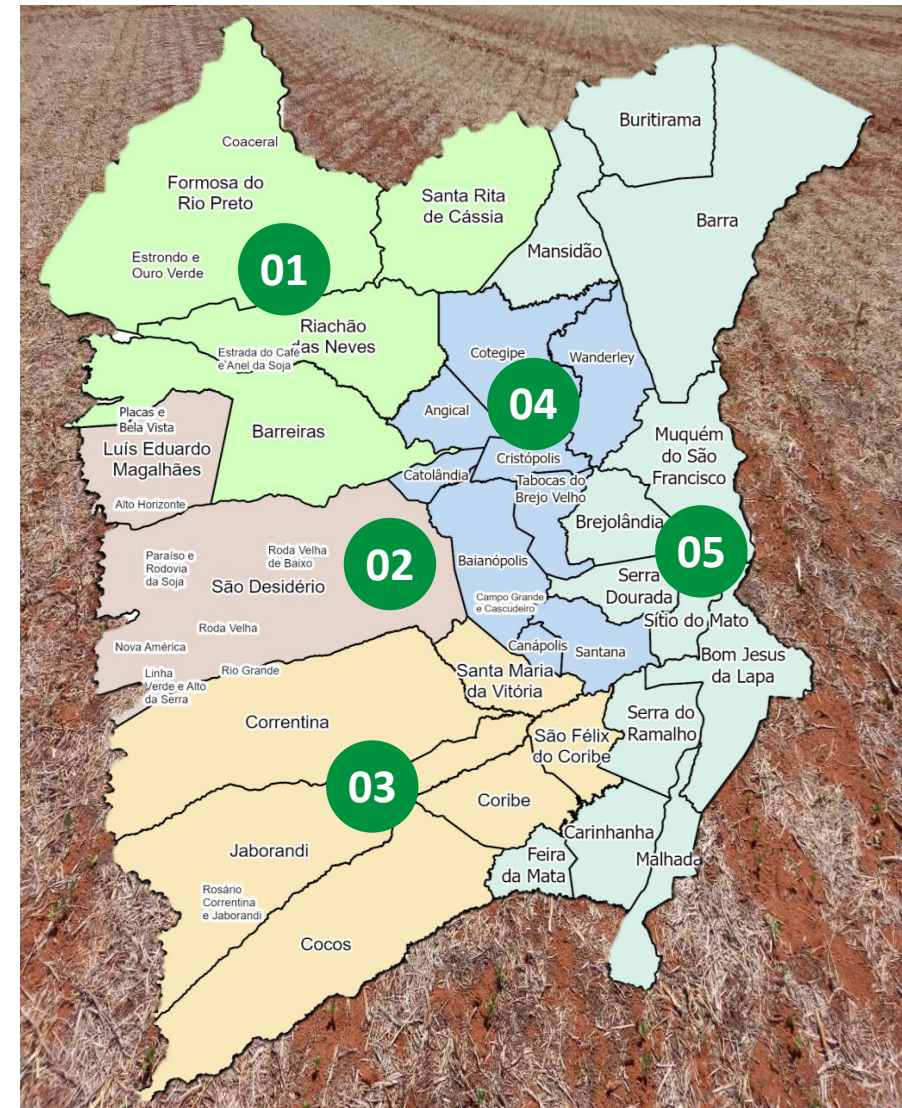 Coaceral
Formosa do
Rio Preto
Estrondo e
Ouro Verde
01
Santa Rita
de Cássia
Buritirama
Barra
Mansidão
Riachão
das Neves
Estrada do Café
e Anel da Soja
Cotegipe
Wanderley
04
Angical
Placas e
Bela Vista
Barreiras
Luís Eduardo
Magalhães
Alto Horizonte
Cristópolis
Catolândia
Tabocas do
Brejo Velho
Muquém
do São
Francisco
Brejolândia
05
Paraíso e
Rodovia
da Soja
Roda Velha
de Baixo
São Desidério
02
Baianópolis
Serra
Dourada
Campo Grande
e Cascudeiro
Sítio do Mato
Roda Velha
Nova América
Canápolis
Santana
Bom Jesus
da Lapa
Linha
Verde e Alto
da Serra
Rio Grande
Santa Maria
da Vitória
Correntina
São Félix
do Coribe
Serra do
Ramalho
03
Coribe
Carinhanha
Jaborandi
Feira
da Mata
Malhada
Rosário
Correntina
e Jaborandi
Cocos